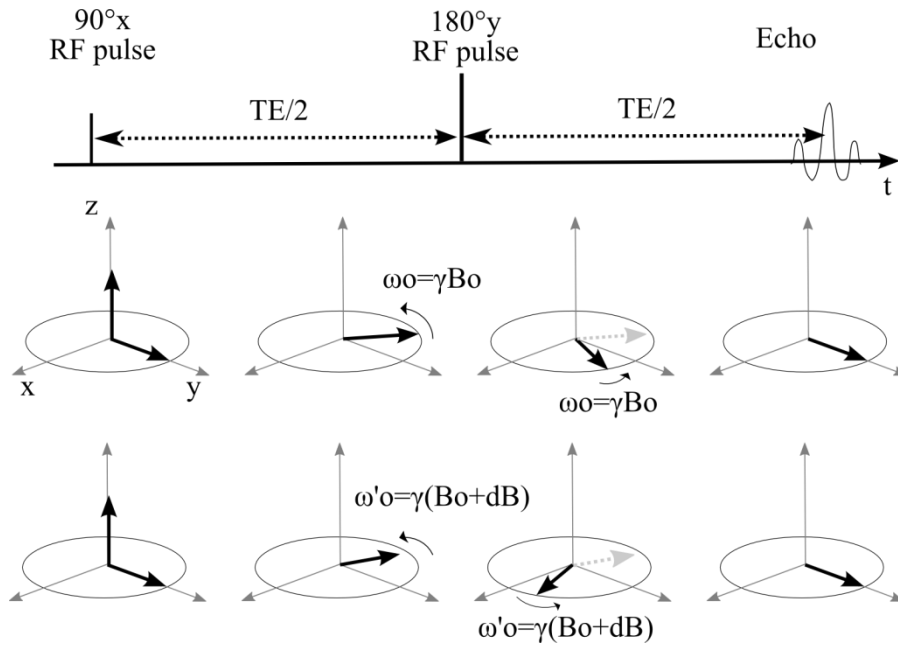 90°x
RF pulse
180°y
RF pulse
Echo
TE/2
TE/2
t
z
x
y
ωo=γBo
ωo=γBo
ω'o=γ(Bo+dB)
ω'o=γ(Bo+dB)